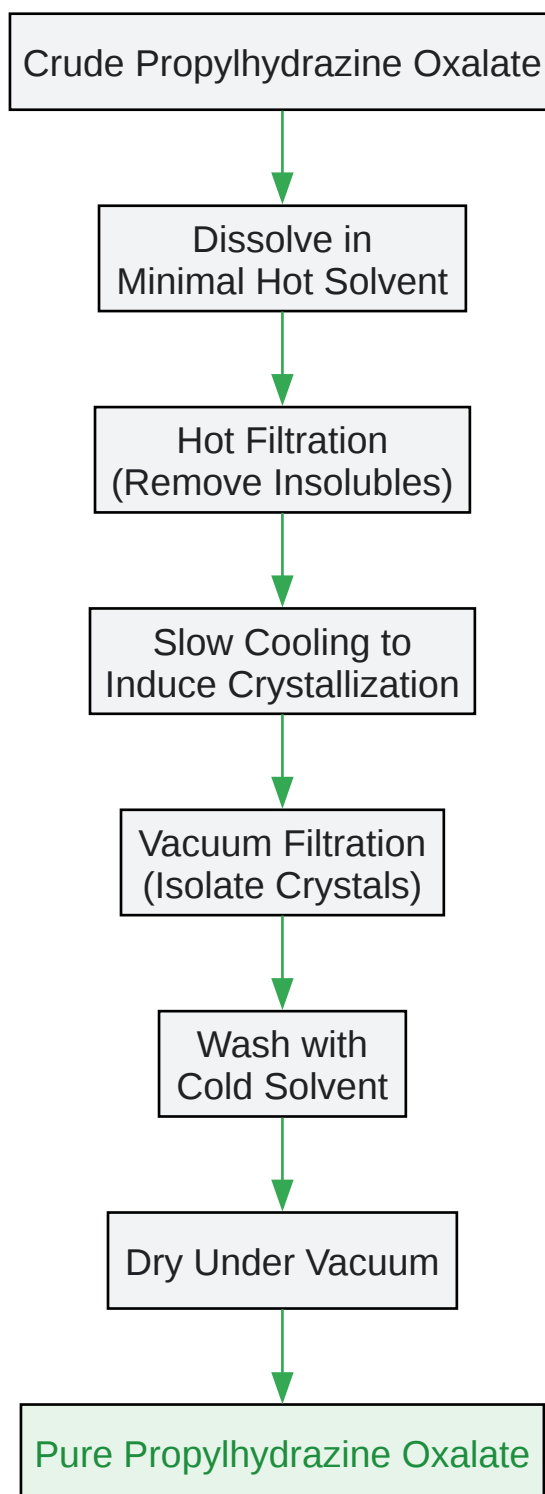 Crude Propylhydrazine Oxalate
Dissolve in
Minimal Hot Solvent
Hot Filtration
(Remove Insolubles)
Slow Cooling to
Induce Crystallization
Vacuum Filtration
(Isolate Crystals)
Wash with
Cold Solvent
Dry Under Vacuum
Pure Propylhydrazine Oxalate